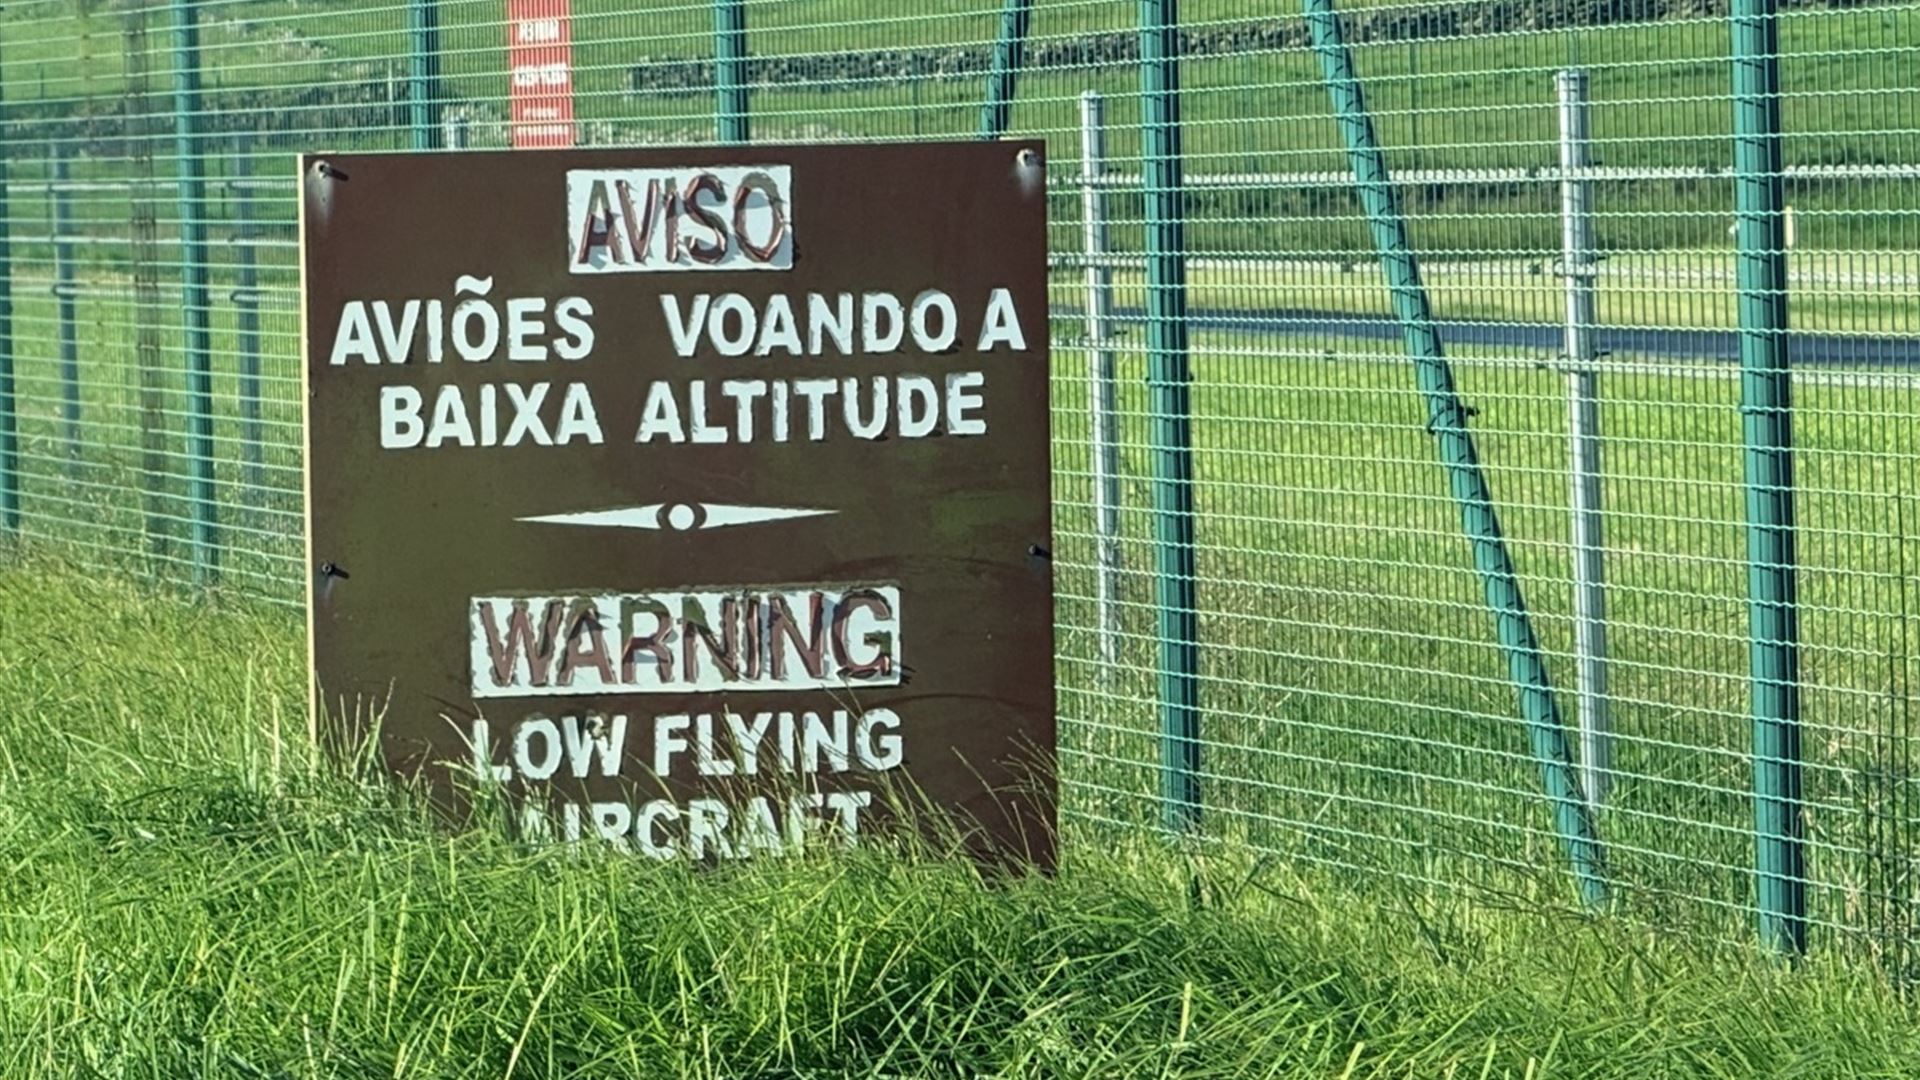 AVISO
AVIÕES VOANDO A
BAIXA ALTITUDE
WARNING
LOW FLYING
AIRCRAFT